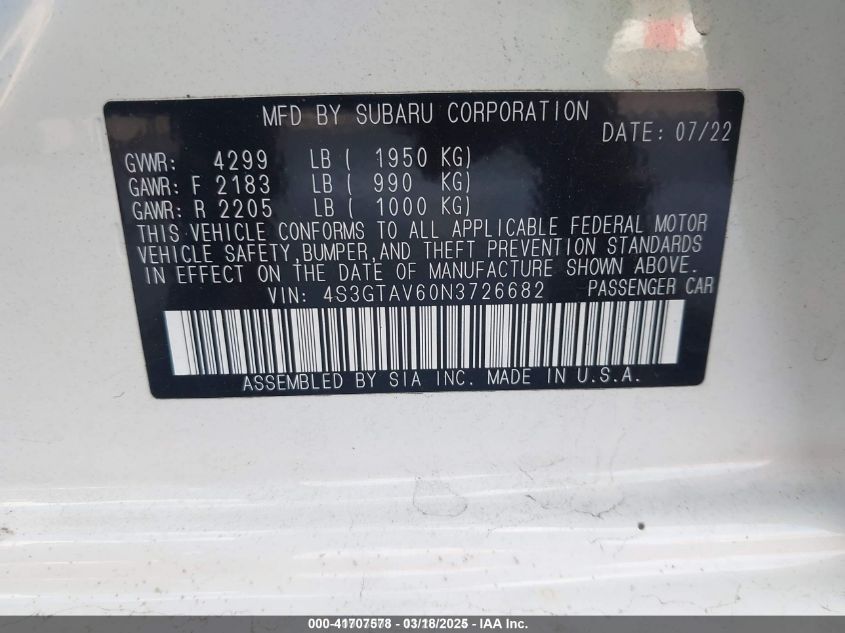 MFD BY SUBARU CORPORATION
DATE: 07/22
GVWR: 4299 LB ( 1950 KG)
GAWR: F 2183 LB ( 990 KG)
GAWR: R 2205 LB ( 1000 KG)
THIS VEHICLE CONFORMS TO ALL APPLICABLE FEDERAL MOTOR
VEHICLE SAFETY,BUMPER,AND THEFT PREVENTION STANDARDS
IN EFFECT ON THE DATE OF MANUFACTURE SHOWN ABOVE.
VIN: 4S3GTAV60N3726682 PASSENGER CAR
ASSEMBLED BY SIA INC. MADE IN U.S.A.
000-41707578 - 03/18/2025 - IAAI.com